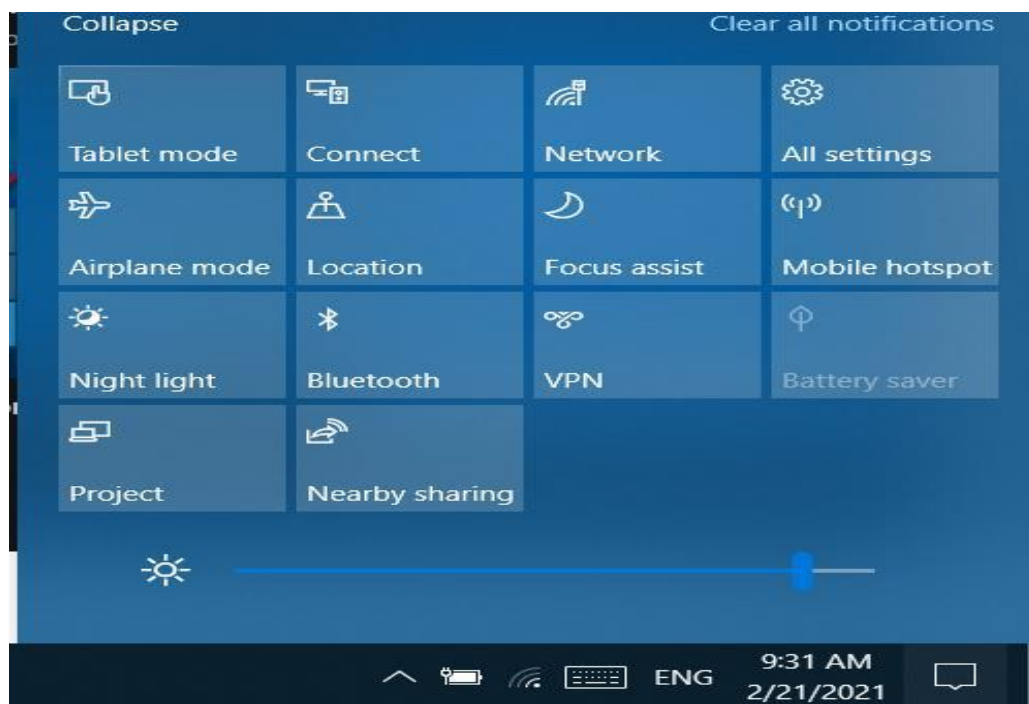 Collapse
Clear all notifications
Tablet mode
Connect
Network
All settings
Airplane mode
Location
Focus assist
Mobile hotspot
Night light
Bluetooth
VPN
Battery saver
Project
Nearby sharing
ENG
9:31 AM
2/21/2021